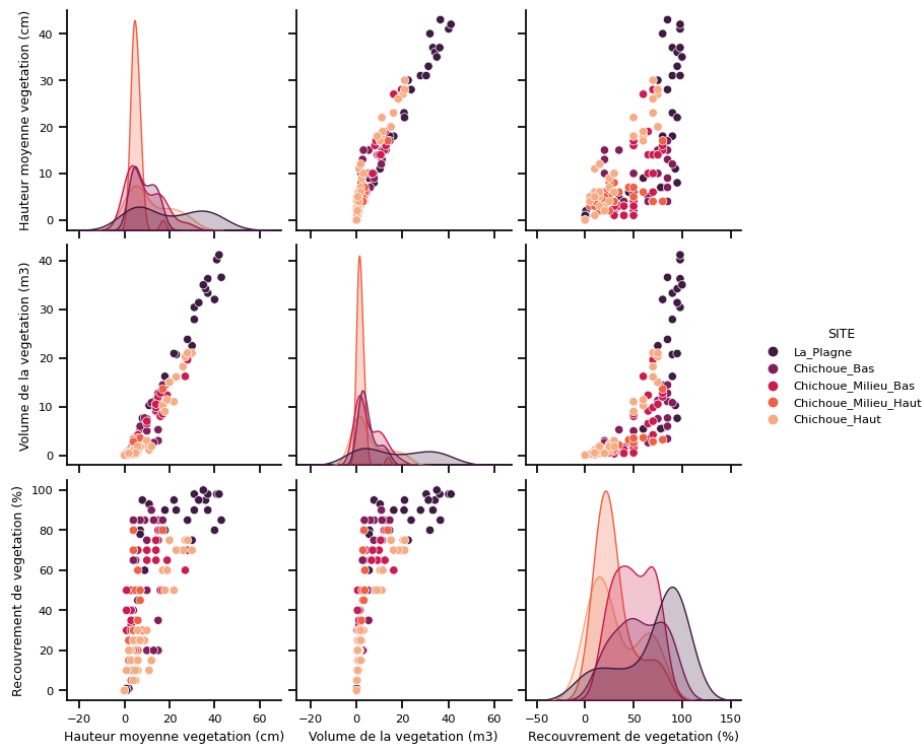 Hauteur moyenne vegetation (cm)
40
30
20
10
0
Volume de la vegetation (m3)
40
30
20
10
0
SITE
La_Plagne
Chichoue_Bas
Chichoue_Milieu_Bas
Chichoue_Milieu_Haut
Chichoue_Haut
Recouvrement de vegetation (%)
100
80
60
40
20
0
−20 0 20 40 60
−20 0 20 40 60
−50 0 50 100 150
Hauteur moyenne vegetation (cm)
Volume de la vegetation (m3)
Recouvrement de vegetation (%)